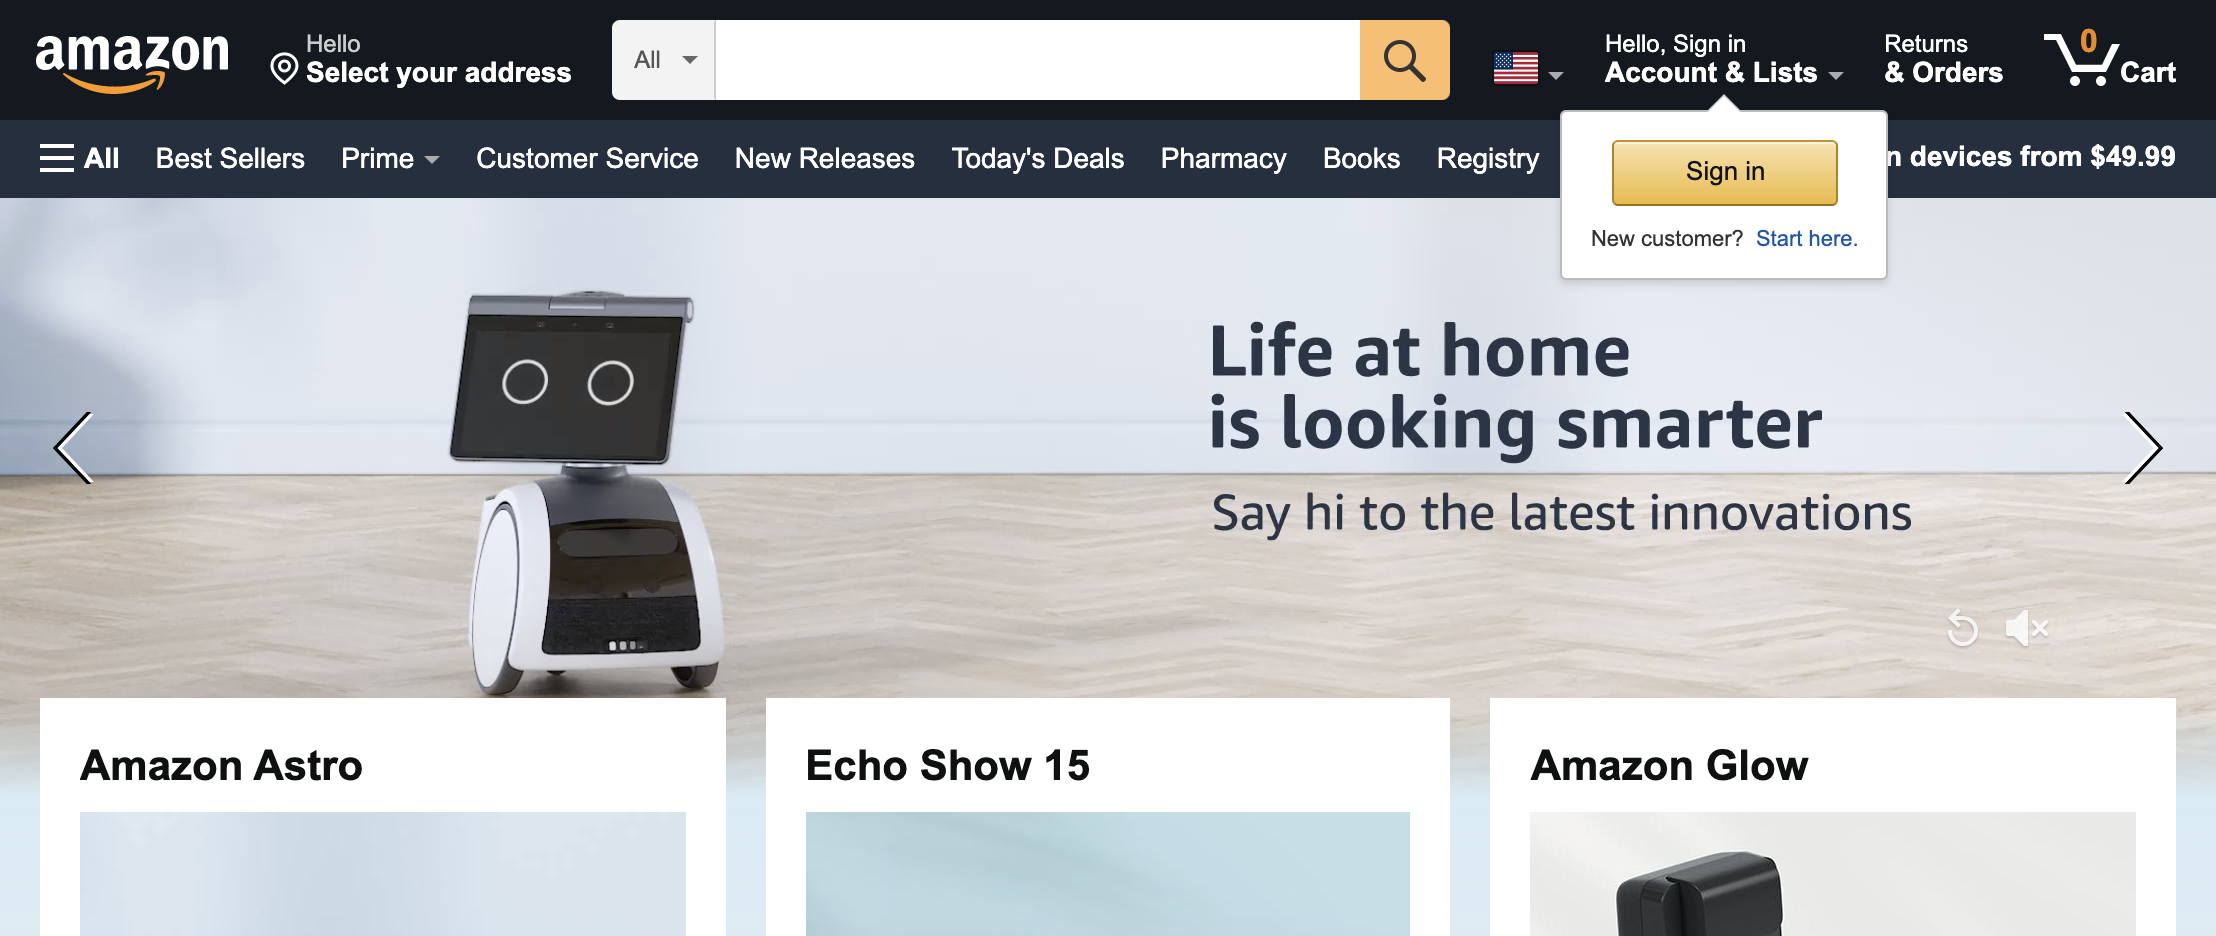 amazon
Hello
Select your address
All
Hello, Sign in
Account & Lists
Returns
& Orders
0
Cart
All
Best Sellers
Prime
Customer Service
New Releases
Today's Deals
Pharmacy
Books
Registry
n devices from $49.99
Sign in
New customer? Start here.
Life at home
is looking smarter
Say hi to the latest innovations
Amazon Astro
Echo Show 15
Amazon Glow